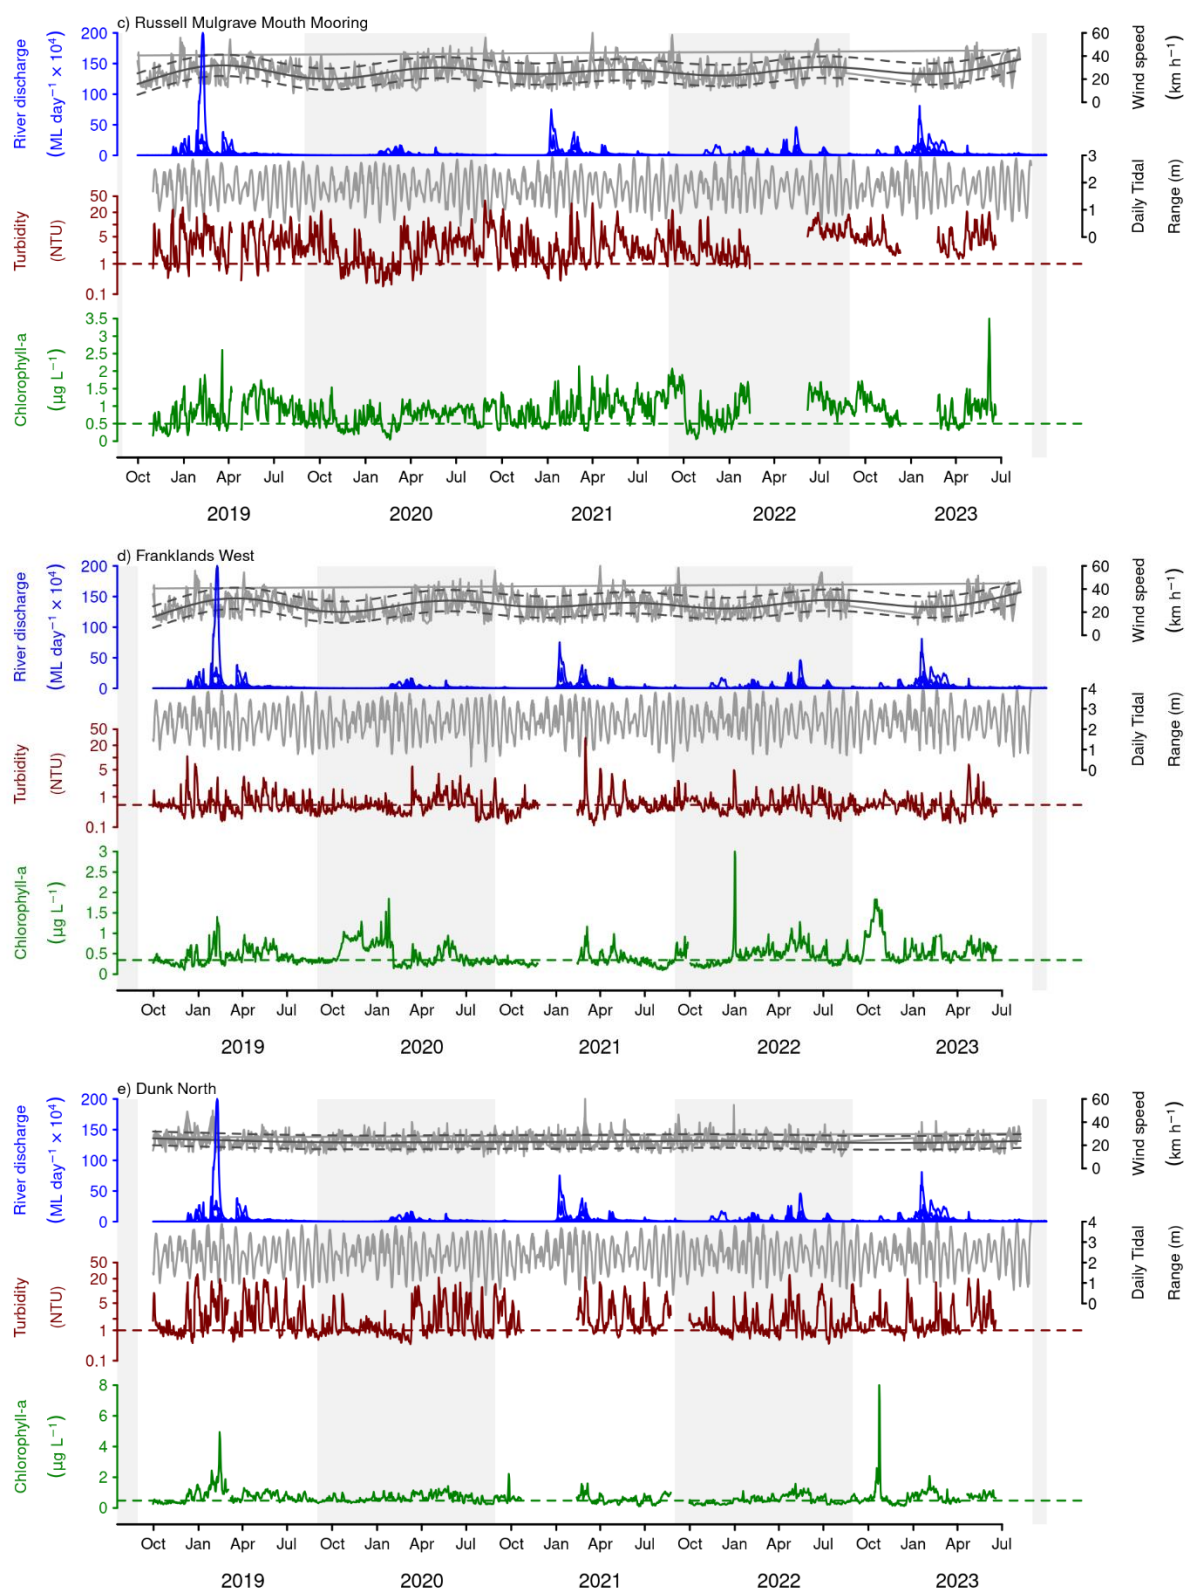 c) Russell Mulgrave Mouth Mooring
River discharge
(ML day⁻¹ × 10⁴)
200
150
100
50
0
Wind speed
(km h⁻¹)
60
40
20
0
Daily Tidal
Range (m)
3
2
1
0
Turbidity
(NTU)
50
20
5
1
0.1
Chlorophyll-a
(µg L⁻¹)
3.5
3
2.5
2
1.5
1
0.5
0
Oct Jan Apr Jul Oct Jan Apr Jul Oct Jan Apr Jul Oct Jan Apr Jul Oct Jan Apr Jul
2019 2020 2021 2022 2023
d) Franklands West
River discharge
(ML day⁻¹ × 10⁴)
200
150
100
50
0
Wind speed
(km h⁻¹)
60
40
20
0
Daily Tidal
Range (m)
4
3
2
1
0
Turbidity
(NTU)
50
20
5
1
0.1
Chlorophyll-a
(µg L⁻¹)
3
2.5
2
1.5
1
0.5
0
Oct Jan Apr Jul Oct Jan Apr Jul Oct Jan Apr Jul Oct Jan Apr Jul Oct Jan Apr Jul
2019 2020 2021 2022 2023
e) Dunk North
River discharge
(ML day⁻¹ × 10⁴)
200
150
100
50
0
Wind speed
(km h⁻¹)
60
40
20
0
Daily Tidal
Range (m)
4
3
2
1
0
Turbidity
(NTU)
50
20
5
1
0.1
Chlorophyll-a
(µg L⁻¹)
8
6
4
2
0
Oct Jan Apr Jul Oct Jan Apr Jul Oct Jan Apr Jul Oct Jan Apr Jul Oct Jan Apr Jul
2019 2020 2021 2022 2023